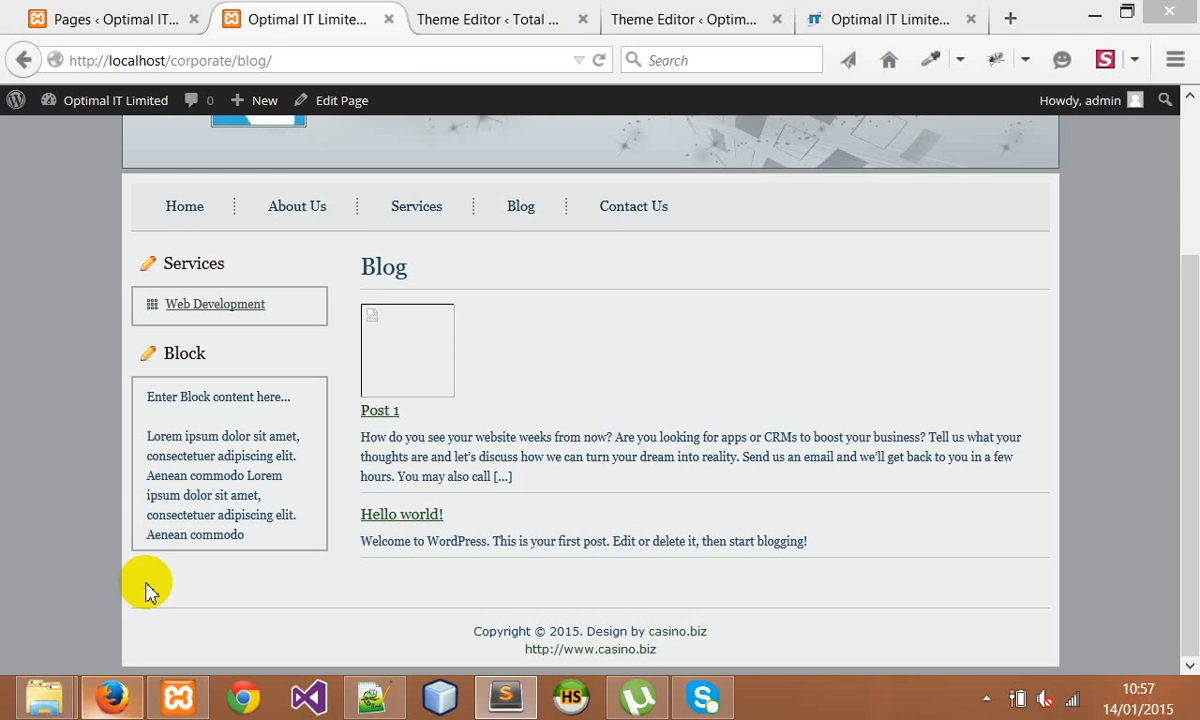 Pages ‹ Optimal IT...
Optimal IT Limite...
Theme Editor ‹ Total ...
Theme Editor ‹ Optim...
IT
Optimal IT Limite...
http://localhost/corporate/blog/
Search
S
Optimal IT Limited
0
New
Edit Page
Howdy, admin
Home
About Us
Services
Blog
Contact Us
Services
Web Development
Block
Enter Block content here...
Lorem ipsum dolor sit amet,
consectetuer adipiscing elit.
Aenean commodo Lorem
ipsum dolor sit amet,
consectetuer adipiscing elit.
Aenean commodo
Blog
Post 1
How do you see your website weeks from now? Are you looking for apps or CRMs to boost your business? Tell us what your
thoughts are and let’s discuss how we can turn your dream into reality. Send us an email and we’ll get back to you in a few
hours. You may also call […]
Hello world!
Welcome to WordPress. This is your first post. Edit or delete it, then start blogging!
Copyright © 2015. Design by casino.biz
http://www.casino.biz
S
HS
10:57
14/01/2015